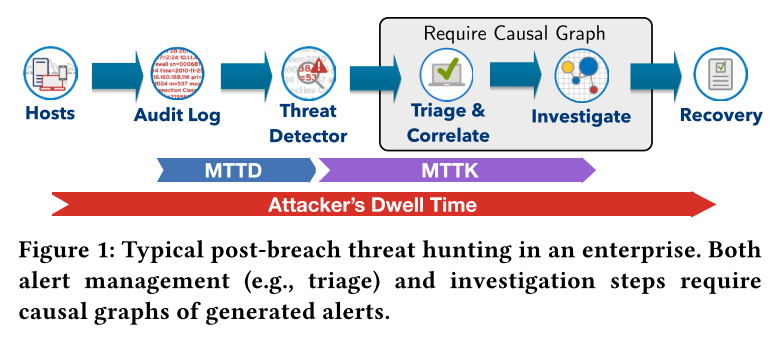 Require Causal Graph
Hosts
Audit Log
Threat
Detector
Triage &
Correlate
Investigate
Recovery
MTTD
MTTK
Attacker's Dwell Time
Figure 1: Typical post-breach threat hunting in an enterprise. Both
alert management (e.g., triage) and investigation steps require
causal graphs of generated alerts.